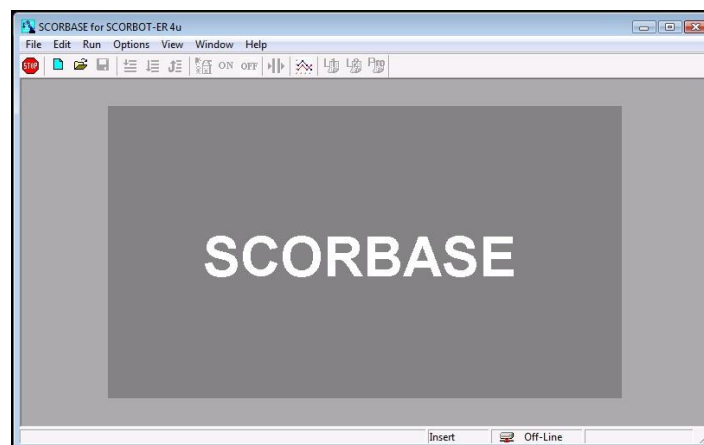 SCORBASE for SCORBOT-ER 4u
File Edit Run Options View Window Help
STOP ON OFF
SCORBASE
Insert Off-Line